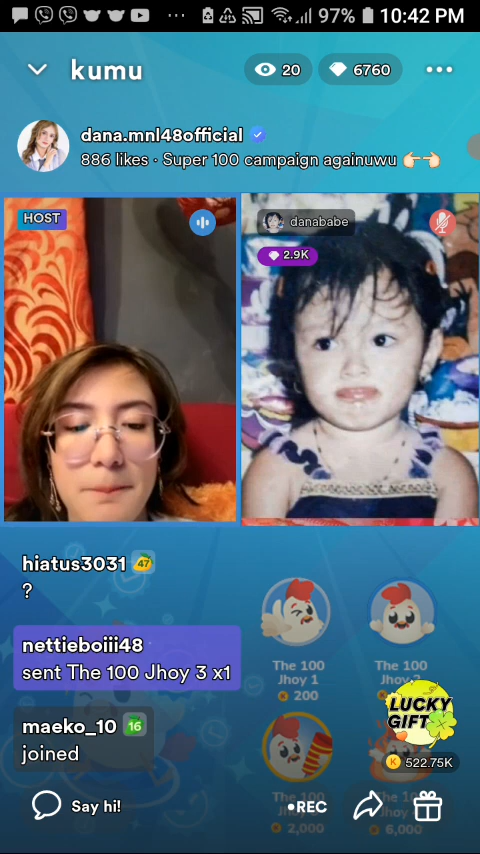 97% 10:42 PM
kumu
20
6760
dana.mnl48official
886 likes · Super 100 campaign againuwu 👉🏻👈🏻
HOST
danababe
2.9K
hiatus3031 47
?
nettieboiii48
sent The 100 Jhoy 3 x1
maeko_10 16
joined
The 100
Jhoy 1
200
The 100
LUCKY
GIFT
K 522.75K
2,000
6,000
Say hi!
•REC